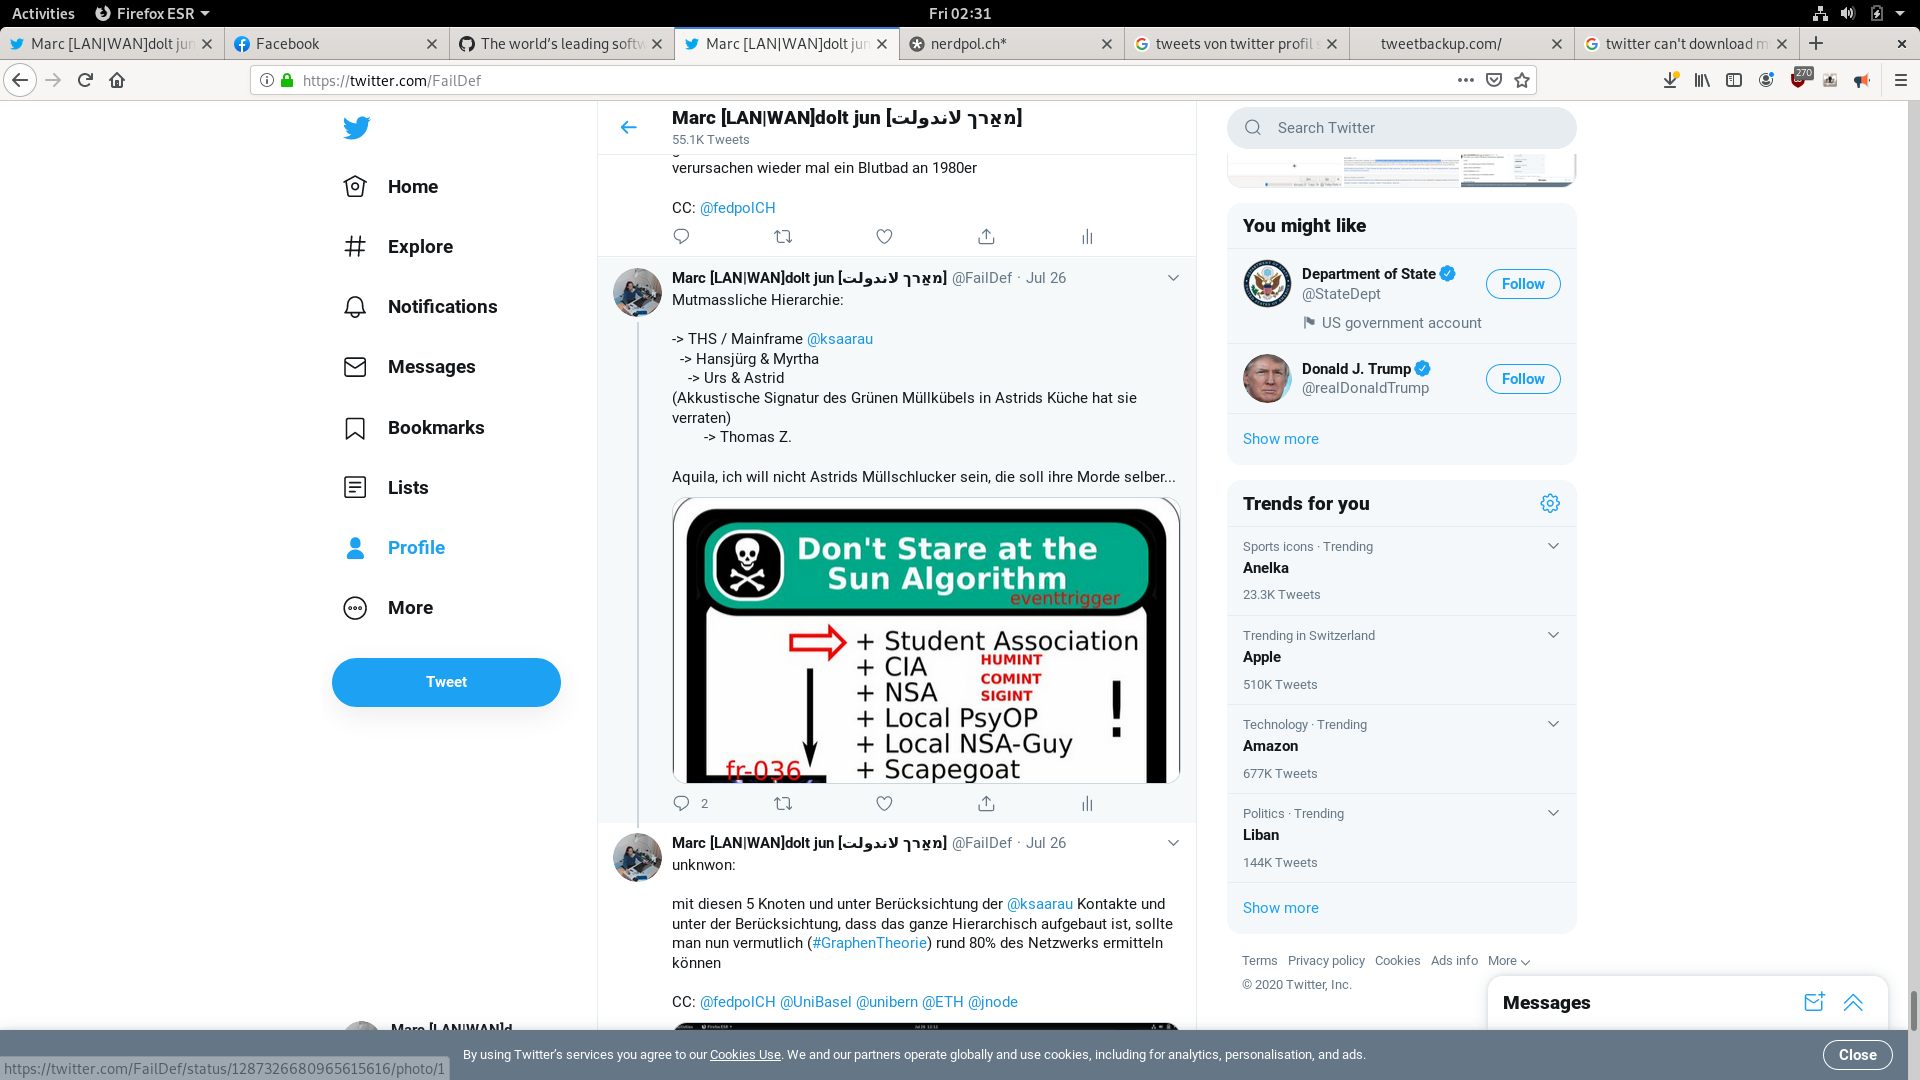 Activities Firefox ESR Fri 02:31
Marc [LAN|WAN]dolt jun Facebook The world's leading softw Marc [LAN|WAN]dolt jun nerdpol.ch* tweets von twitter profil s tweetbackup.com/ twitter can't download m
https://twitter.com/FailDef 270
Home
Explore
Notifications
Messages
Bookmarks
Lists
Profile
More
Tweet
Marc [LAN|WAN]d
Marc [LAN|WAN]dolt jun [מאַרך לאנדולת]
55.1K Tweets
verursachen wieder mal ein Blutbad an 1980er
CC: @fedpolCH
Marc [LAN|WAN]dolt jun [מאַרך לאנדולת] @FailDef · Jul 26
Mutmassliche Hierarchie:
-> THS / Mainframe @ksaarau
-> Hansjürg & Myrtha
-> Urs & Astrid
(Akkustische Signatur des Grünen Müllkübels in Astrids Küche hat sie
verraten)
-> Thomas Z.
Aquila, ich will nicht Astrids Müllschlucker sein, die soll ihre Morde selber...
Don't Stare at the
Sun Algorithm
eventtrigger
+ Student Association
+ CIA HUMINT
COMINT
+ NSA SIGINT
+ Local PsyOP
+ Local NSA-Guy
+ Scapegoat
!
fr-036
2
Marc [LAN|WAN]dolt jun [מאַרך לאנדולת] @FailDef · Jul 26
unknwon:
mit diesen 5 Knoten und unter Berücksichtung der @ksaarau Kontakte und
unter der Berücksichtung, dass das ganze Hierarchisch aufgebaut ist, sollte
man nun vermutlich (#GraphenTheorie) rund 80% des Netzwerks ermitteln
können
CC: @fedpolCH @UniBasel @unibern @ETH @jnode
Search Twitter
You might like
Department of State
@StateDept
US government account
Follow
Donald J. Trump
@realDonaldTrump
Follow
Show more
Trends for you
Sports icons · Trending
Anelka
23.3K Tweets
Trending in Switzerland
Apple
510K Tweets
Technology · Trending
Amazon
677K Tweets
Politics · Trending
Liban
144K Tweets
Show more
Terms Privacy policy Cookies Ads info More
© 2020 Twitter, Inc.
Messages
By using Twitter's services you agree to our Cookies Use. We and our partners operate globally and use cookies, including for analytics, personalisation, and ads.
Close
https://twitter.com/FailDef/status/1287326680965615616/photo/1